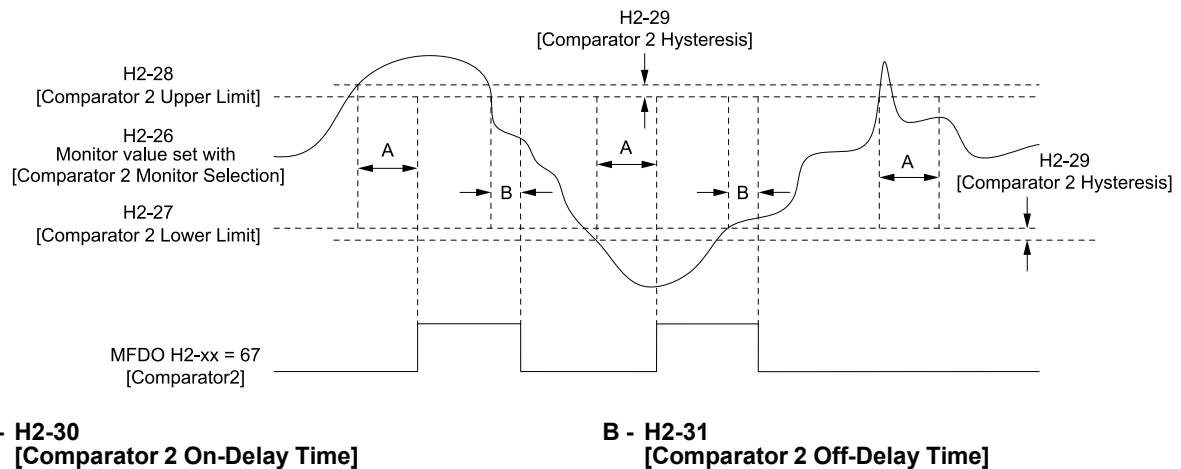 H2-29
[Comparator 2 Hysteresis]
H2-28
[Comparator 2 Upper Limit]
H2-26
Monitor value set with
[Comparator 2 Monitor Selection]
A
B
A
B
A
H2-29
[Comparator 2 Hysteresis]
H2-27
[Comparator 2 Lower Limit]
MFDO H2-xx = 67
[Comparator2]
- H2-30
[Comparator 2 On-Delay Time]
B - H2-31
[Comparator 2 Off-Delay Time]